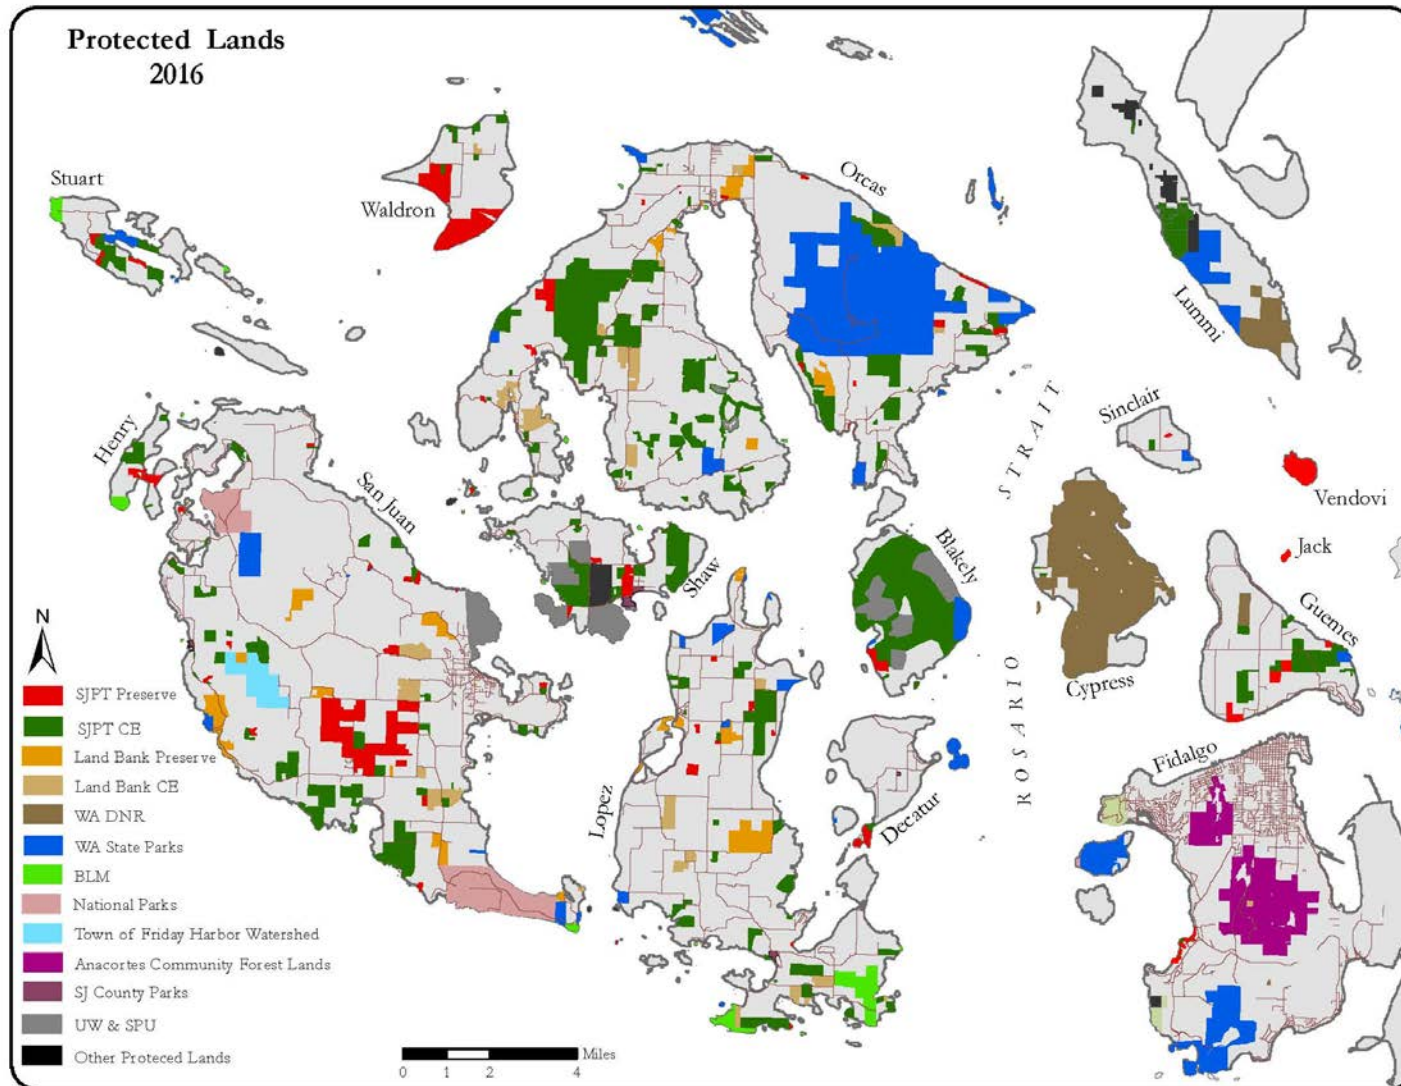 Protected Lands
2016
Stuart
Waldron
Orcas
Lummi
Henry
San Juan
Shaw
Blakely
Sinclair
Vendovi
Jack
Guemes
Cypress
STRAIT
ROSARIO
Lopez
Decatur
Fidalgo
N
SJPT Preserve
SJPT CE
Land Bank Preserve
Land Bank CE
WA DNR
WA State Parks
BLM
National Parks
Town of Friday Harbor Watershed
Anacortes Community Forest Lands
SJ County Parks
UW & SPU
Other Proteced Lands
Miles
0 1 2 4